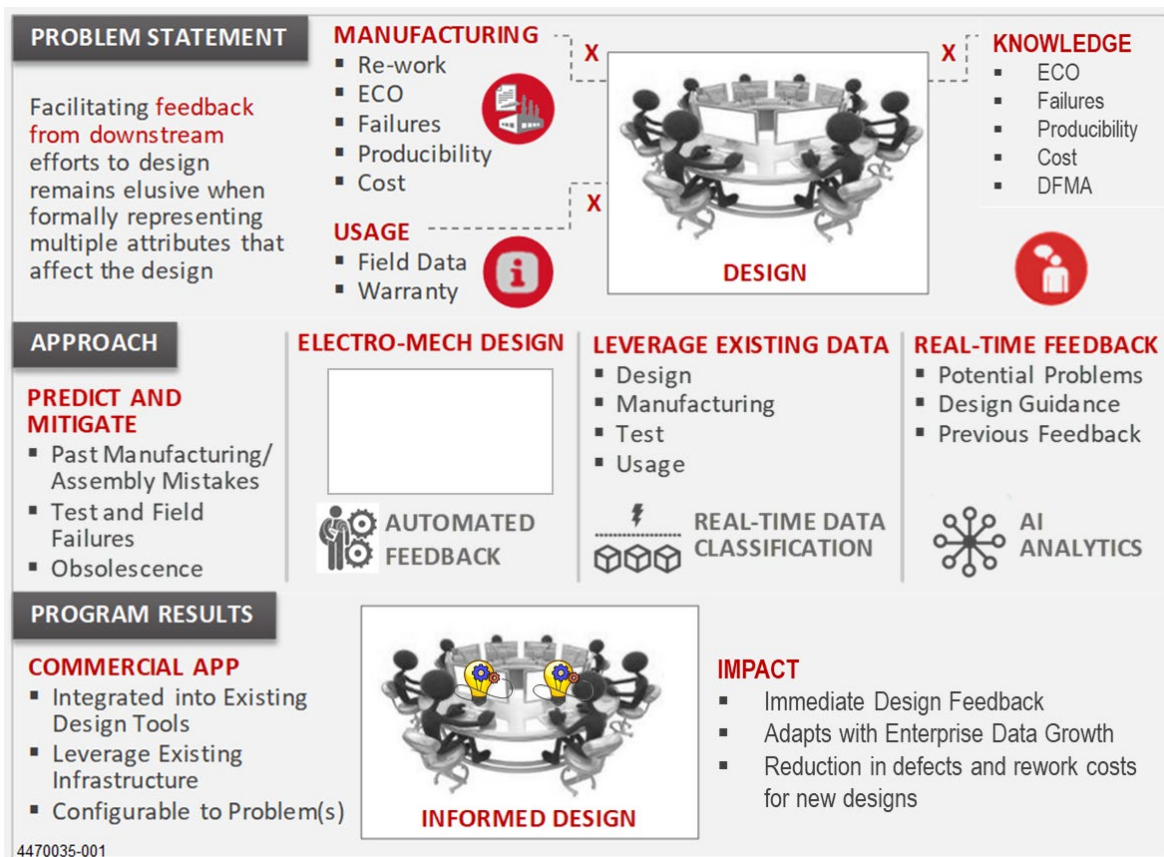 PROBLEM STATEMENT
Facilitating feedback
from downstream
efforts to design
remains elusive when
formally representing
multiple attributes that
affect the design
MANUFACTURING
▪ Re-work
▪ ECO
▪ Failures
▪ Producibility
▪ Cost
USAGE
▪ Field Data
▪ Warranty
X
X
X
DESIGN
KNOWLEDGE
▪ ECO
▪ Failures
▪ Producibility
▪ Cost
▪ DFMA
APPROACH
PREDICT AND
MITIGATE
▪ Past Manufacturing/
Assembly Mistakes
▪ Test and Field
Failures
▪ Obsolescence
ELECTRO-MECH DESIGN
AUTOMATED
FEEDBACK
LEVERAGE EXISTING DATA
▪ Design
▪ Manufacturing
▪ Test
▪ Usage
REAL-TIME DATA
CLASSIFICATION
REAL-TIME FEEDBACK
▪ Potential Problems
▪ Design Guidance
▪ Previous Feedback
AI
ANALYTICS
PROGRAM RESULTS
COMMERCIAL APP
▪ Integrated into Existing
Design Tools
▪ Leverage Existing
Infrastructure
▪ Configurable to Problem(s)
INFORMED DESIGN
IMPACT
▪ Immediate Design Feedback
▪ Adapts with Enterprise Data Growth
▪ Reduction in defects and rework costs
for new designs
4470035-001